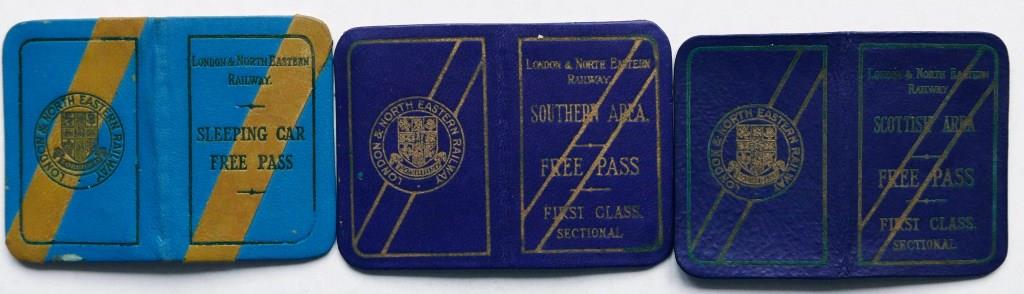 LONDON & NORTH EASTERN RAILWAY
LONDON & NORTH EASTERN
RAILWAY.
SLEEPING CAR
FREE PASS
LONDON & NORTH EASTERN RAILWAY
LONDON & NORTH EASTERN
RAILWAY.
SOUTHERN AREA.
FREE PASS
FIRST CLASS.
SECTIONAL
LONDON & NORTH EASTERN RAILWAY
LONDON & NORTH EASTERN
RAILWAY
SCOTTISH AREA
FREE PASS
FIRST CLASS
SECTIONAL